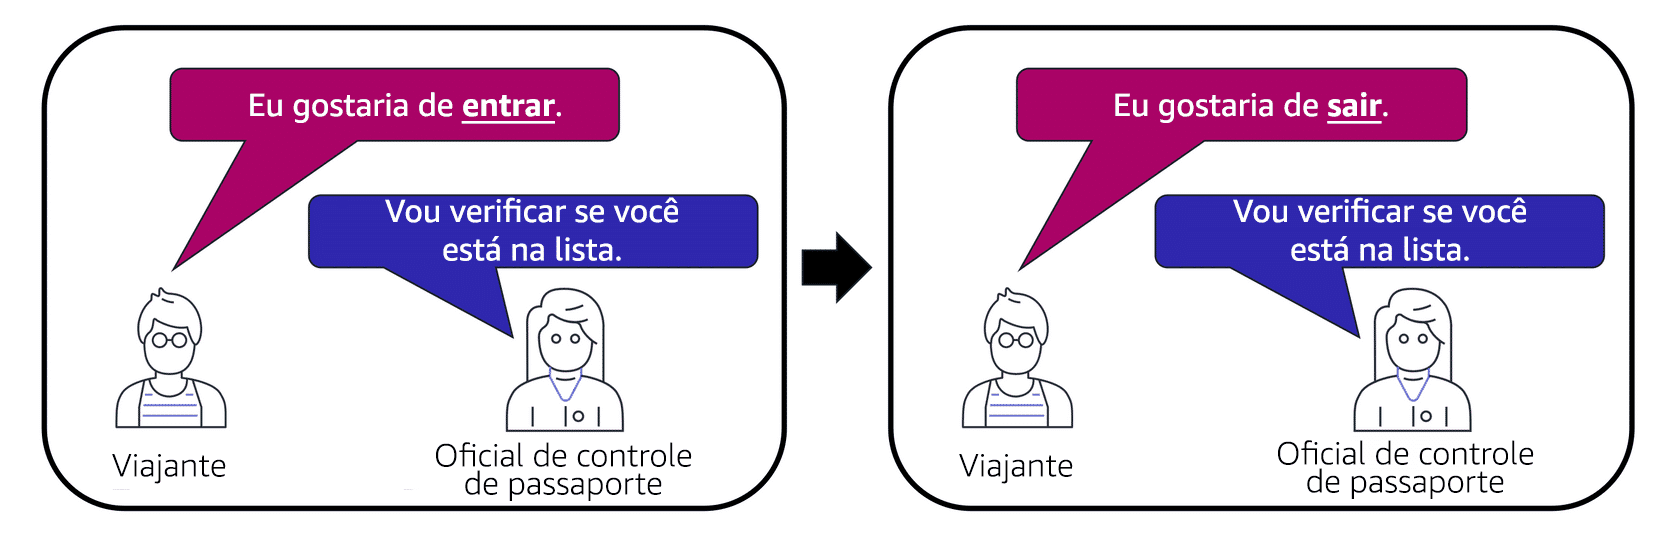 Eu gostaria de entrar.
Vou verificar se você
está na lista.
Viajante
Oficial de controle
de passaporte
Eu gostaria de sair.
Vou verificar se você
está na lista.
Viajante
Oficial de controle
de passaporte